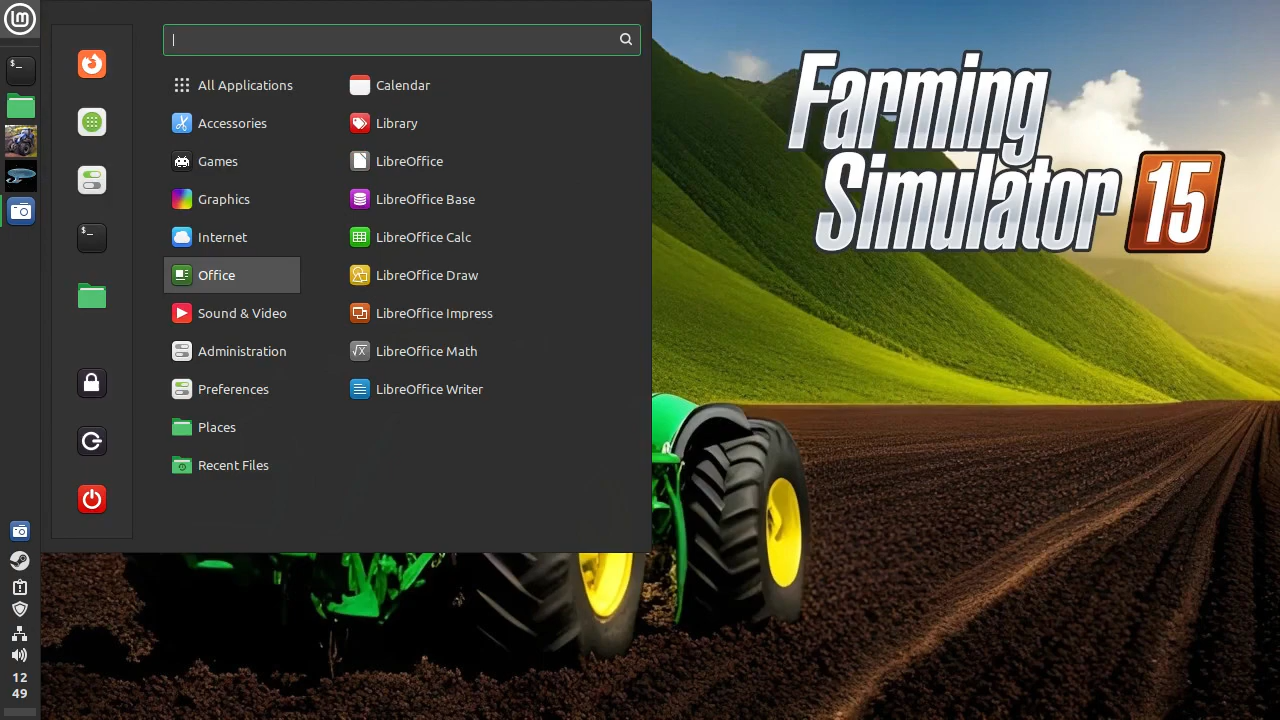 All Applications
Accessories
Games
Graphics
Internet
Office
Sound & Video
Administration
Preferences
Places
Recent Files
Calendar
Library
LibreOffice
LibreOffice Base
LibreOffice Calc
LibreOffice Draw
LibreOffice Impress
LibreOffice Math
LibreOffice Writer
Farming
Simulator 15
12
49